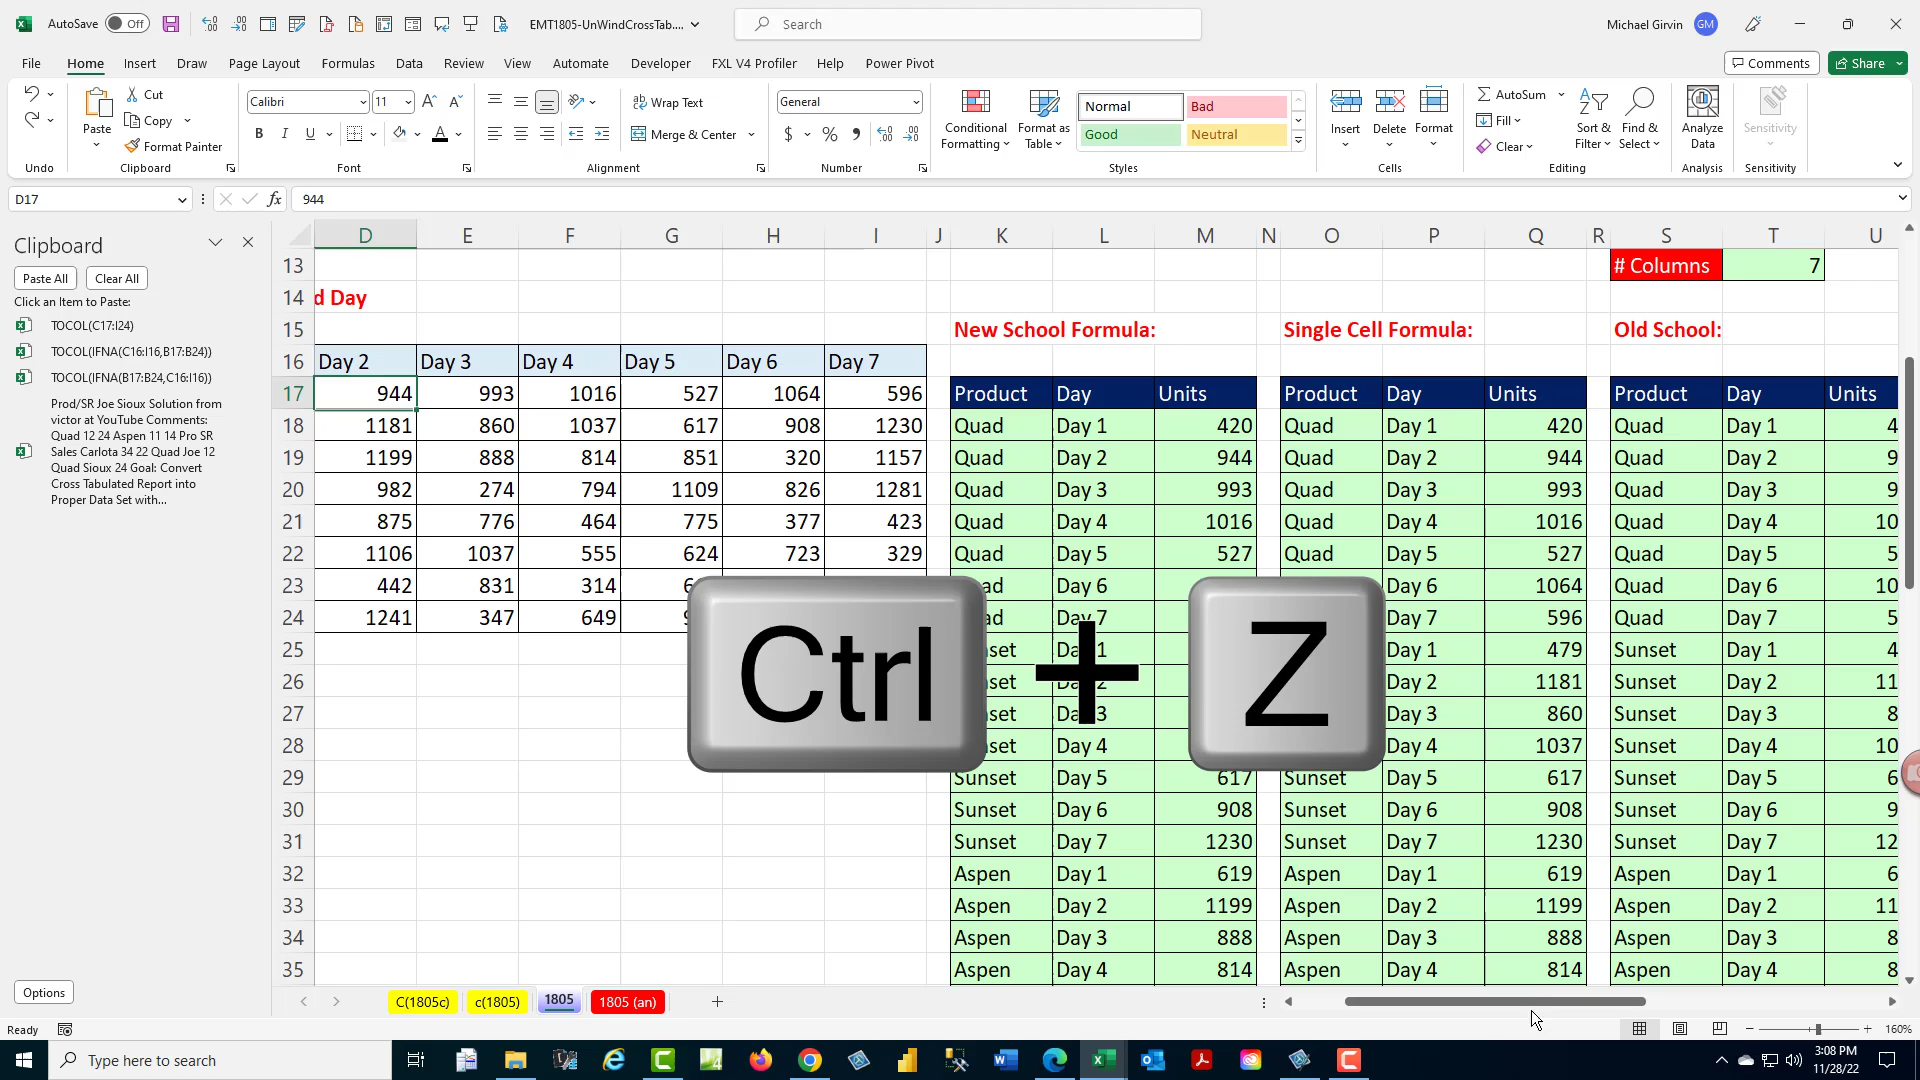 AutoSave Off EMT1805-UnWindCrossTab.... Search Michael Girvin GM
File Home Insert Draw Page Layout Formulas Data Review View Automate Developer FXL V4 Profiler Help Power Pivot Comments Share
Undo
Paste
Cut
Copy
Format Painter
Clipboard
Calibri 11
B I U A
Font
Wrap Text
Merge & Center
Alignment
General
$ % 9
Number
Conditional Formatting
Format as Table
Normal Bad
Good Neutral
Styles
Insert Delete Format
Cells
AutoSum
Fill
Clear
Sort & Filter
Find & Select
Editing
Analyze Data
Analysis
Sensitivity
Sensitivity
D17 fx 944
Clipboard
Paste All Clear All
Click an Item to Paste:
TOCOL(C17:I24)
TOCOL(IFNA(C16:I16,B17:B24))
TOCOL(IFNA(B17:B24,C16:I16))
Prod/SR Joe Sioux Solution from
victor at YouTube Comments:
Quad 12 24 Aspen 11 14 Pro SR
Sales Carlota 34 22 Quad Joe 12
Quad Sioux 24 Goal: Convert
Cross Tabulated Report into
Proper Data Set with...
Options
D E F G H I J K L M N O P Q R S T U
13 # Columns 7
14 d Day
15 New School Formula: Single Cell Formula: Old School:
16 Day 2 Day 3 Day 4 Day 5 Day 6 Day 7
17 944 993 1016 527 1064 596 Product Day Units Product Day Units Product Day Units
18 1181 860 1037 617 908 1230 Quad Day 1 420 Quad Day 1 420 Quad Day 1 4
19 1199 888 814 851 320 1157 Quad Day 2 944 Quad Day 2 944 Quad Day 2 9
20 982 274 794 1109 826 1281 Quad Day 3 993 Quad Day 3 993 Quad Day 3 9
21 875 776 464 775 377 423 Quad Day 4 1016 Quad Day 4 1016 Quad Day 4 10
22 1106 1037 555 624 723 329 Quad Day 5 527 Quad Day 5 527 Quad Day 5 5
23 442 831 314 6 ad Day 6 Day 6 1064 Quad Day 6 10
24 1241 347 649 ad Day 7 Day 7 596 Quad Day 7 5
25 nset Da 1 Day 1 479 Sunset Day 1 4
26 nset Day 2 1181 Sunset Day 2 11
27 nset Da 3 Day 3 860 Sunset Day 3 8
28 nset Day 4 Day 4 1037 Sunset Day 4 10
29 Sunset Day 5 617 Sunset Day 5 617 Sunset Day 5 6
30 Sunset Day 6 908 Sunset Day 6 908 Sunset Day 6 9
31 Sunset Day 7 1230 Sunset Day 7 1230 Sunset Day 7 12
32 Aspen Day 1 619 Aspen Day 1 619 Aspen Day 1 6
33 Aspen Day 2 1199 Aspen Day 2 1199 Aspen Day 2 11
34 Aspen Day 3 888 Aspen Day 3 888 Aspen Day 3 8
35 Aspen Day 4 814 Aspen Day 4 814 Aspen Day 4 8
Ctrl + Z
C(1805c) c(1805) 1805 1805 (an) +
Ready 160%
Type here to search 3:08 PM
11/28/22